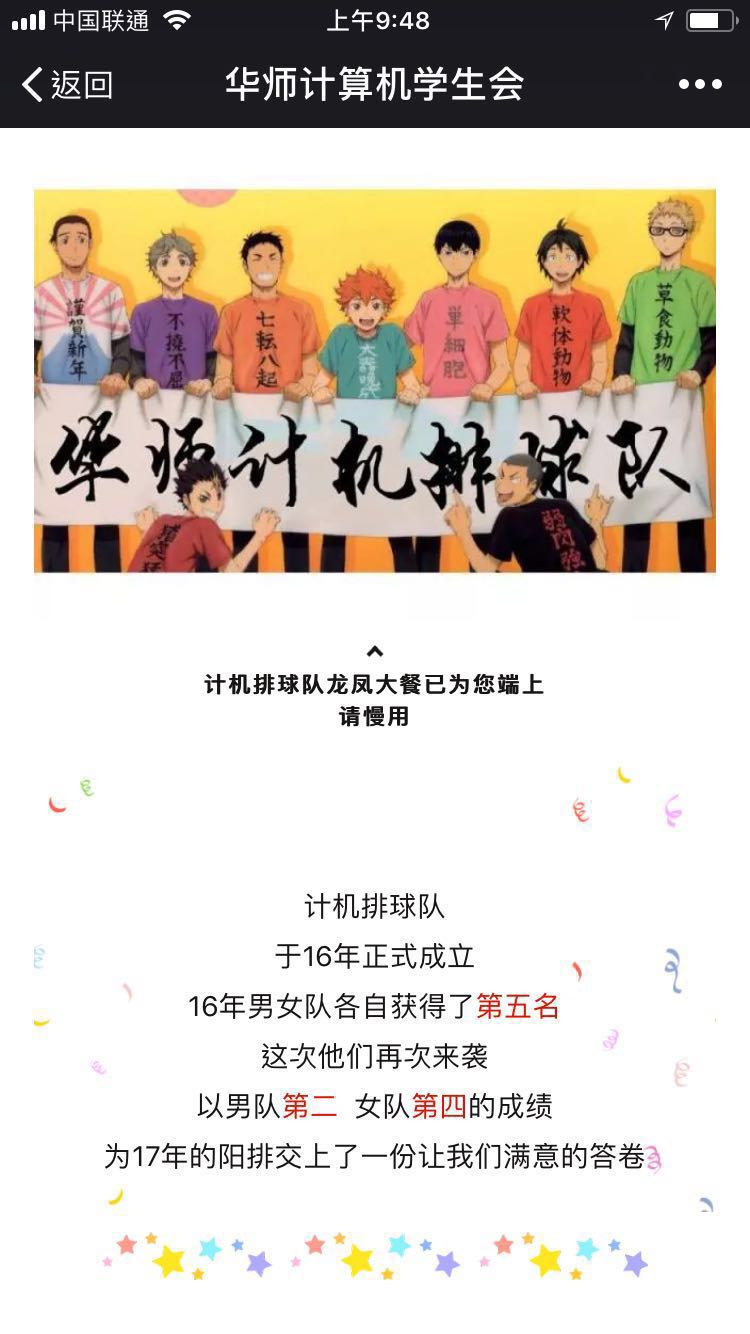 中国联通
上午9:48
返回
华师计算机学生会
謹賀新年
不撓不屈
七転八起
単細胞
軟体動物
草食動物
华师计机排球队
计机排球队龙凤大餐已为您端上
请慢用
计机排球队
于16年正式成立
16年男女队各自获得了第五名
这次他们再次来袭
以男队第二 女队第四的成绩
为17年的阳排交上了一份让我们满意的答卷